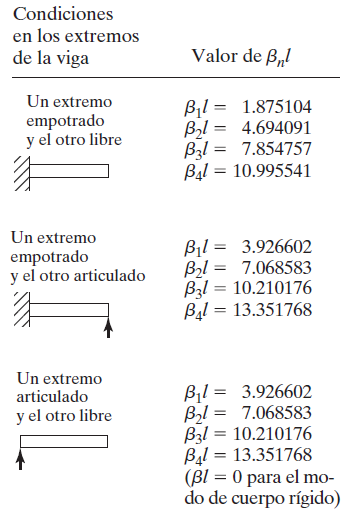 Condiciones
en los extremos
de la viga
Valor de βₙl
Un extremo
empotrado
y el otro libre
β₁l = 1.875104
β₂l = 4.694091
β₃l = 7.854757
β₄l = 10.995541
Un extremo
empotrado
y el otro articulado
β₁l = 3.926602
β₂l = 7.068583
β₃l = 10.210176
β₄l = 13.351768
Un extremo
articulado
y el otro libre
β₁l = 3.926602
β₂l = 7.068583
β₃l = 10.210176
β₄l = 13.351768
(βl = 0 para el mo-
do de cuerpo rígido)